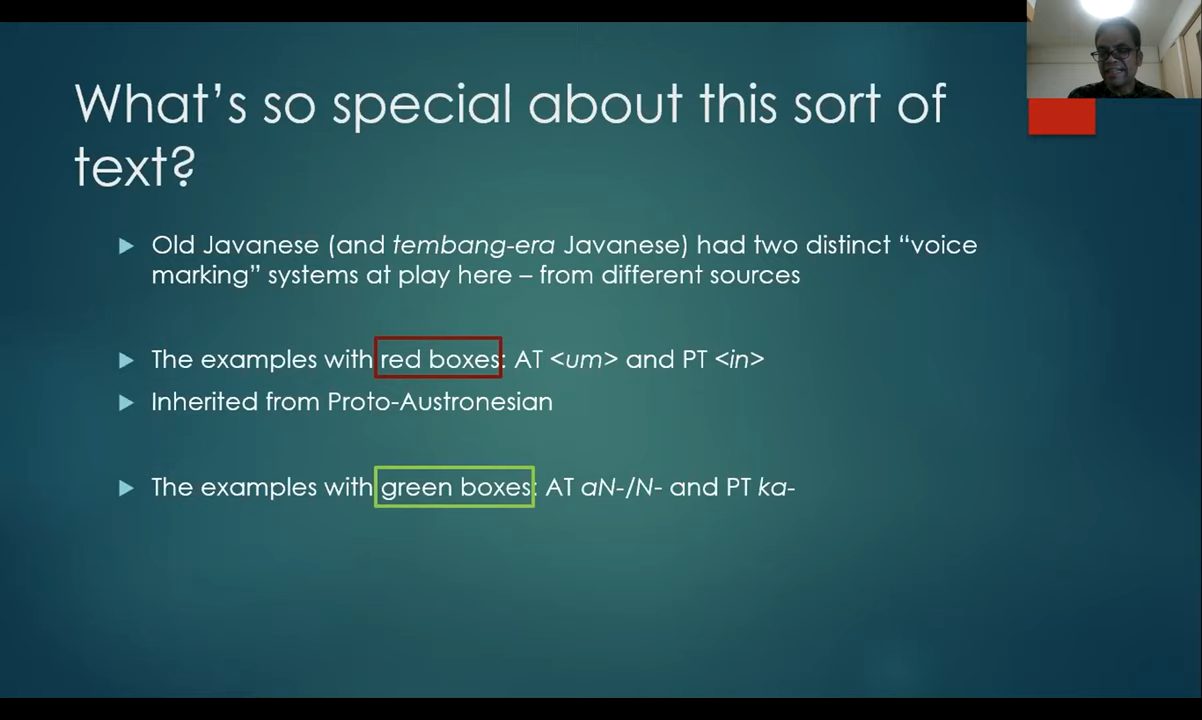 What's so special about this sort of
text?
Old Javanese (and tembang-era Javanese) had two distinct “voice
marking” systems at play here – from different sources
The examples with red boxes: AT <um> and PT <in>
Inherited from Proto-Austronesian
The examples with green boxes: AT aN-/N- and PT ka-